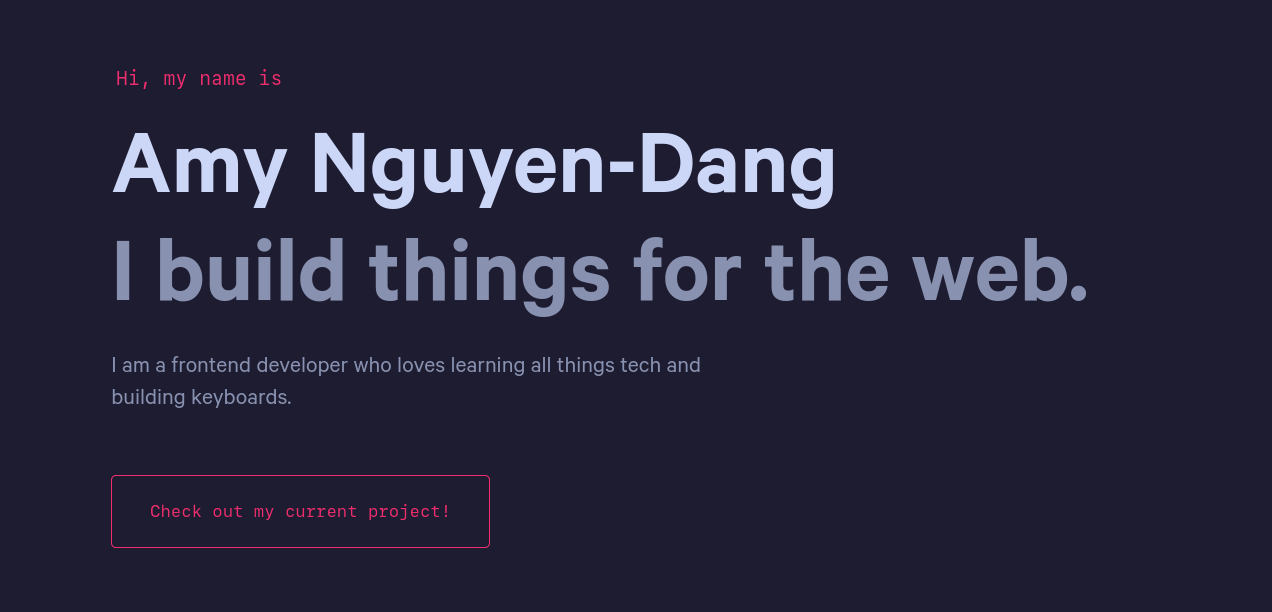 Hi, my name is
Amy Nguyen-Dang
I build things for the web.
I am a frontend developer who loves learning all things tech and
building keyboards.
Check out my current project!